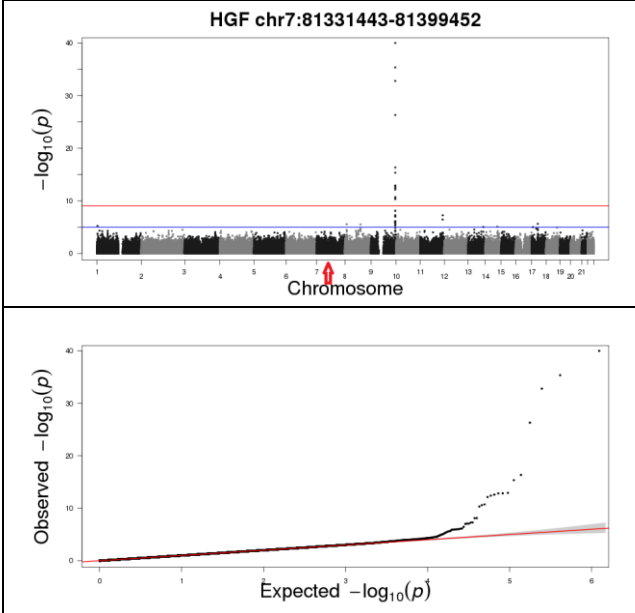 HGF chr7:81331443-81399452
40
30
20
10
0
−log10(p)
1 2 3 4 5 6 7 8 9 10 11 12 13 14 15 16 17 18 19 20 21
Chromosome
40
30
20
10
0
Observed −log10(p)
0 1 2 3 4 5 6
Expected −log10(p)